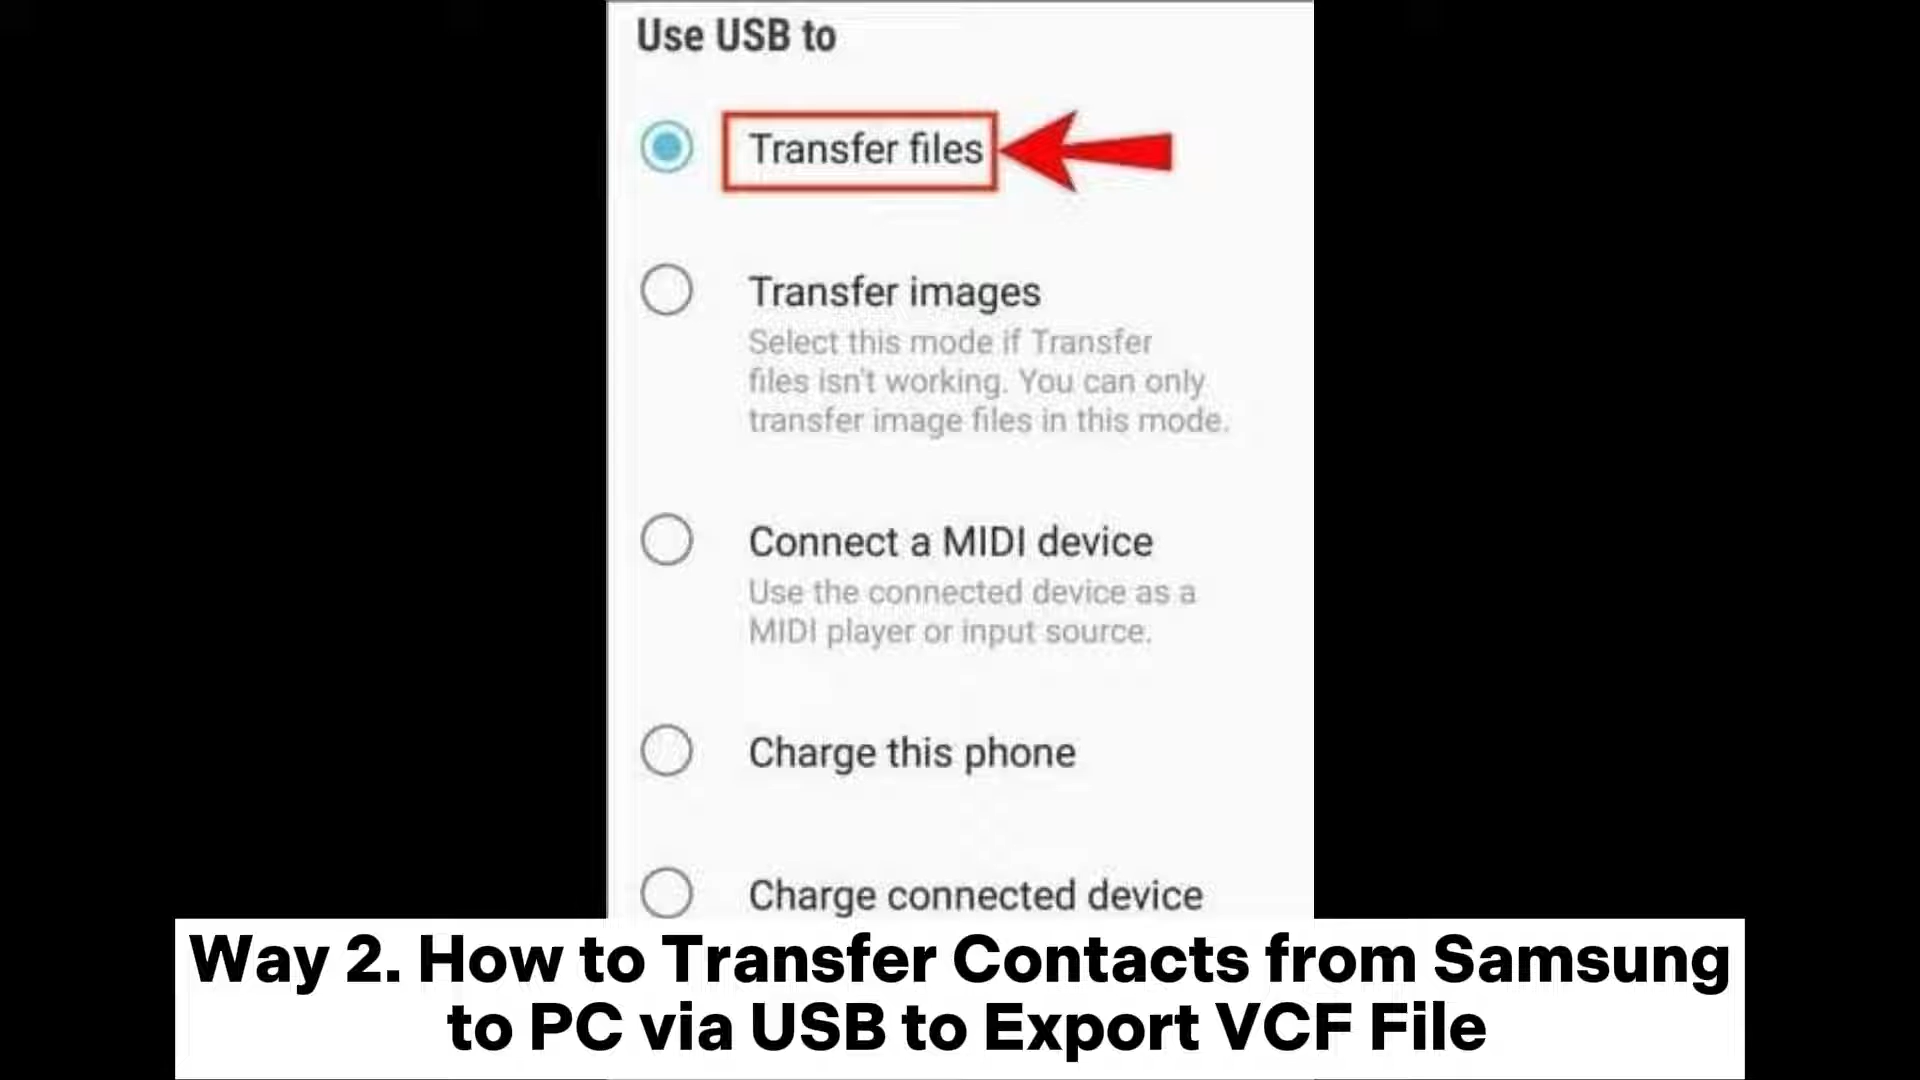 Use USB to
Transfer files
Transfer images
Select this mode if Transfer
files isn't working. You can only
transfer image files in this mode.
Connect a MIDI device
Use the connected device as a
MIDI player or input source.
Charge this phone
Charge connected device
Way 2. How to Transfer Contacts from Samsung
to PC via USB to Export VCF File